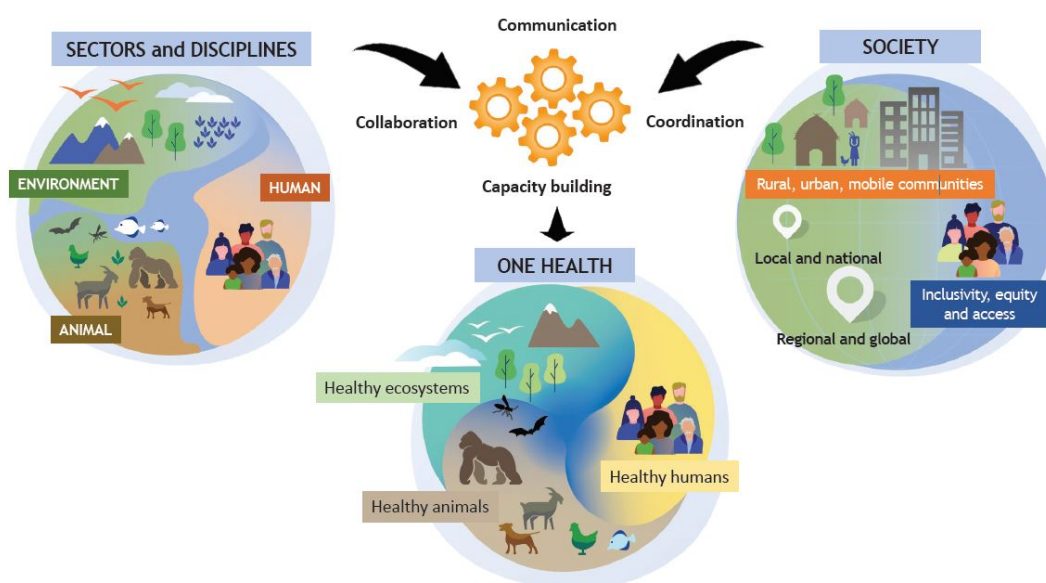 SECTORS and DISCIPLINES
ENVIRONMENT
HUMAN
ANIMAL
Communication
Collaboration
Coordination
Capacity building
SOCIETY
Rural, urban, mobile communities
Local and national
Inclusivity, equity
and access
Regional and global
ONE HEALTH
Healthy ecosystems
Healthy humans
Healthy animals